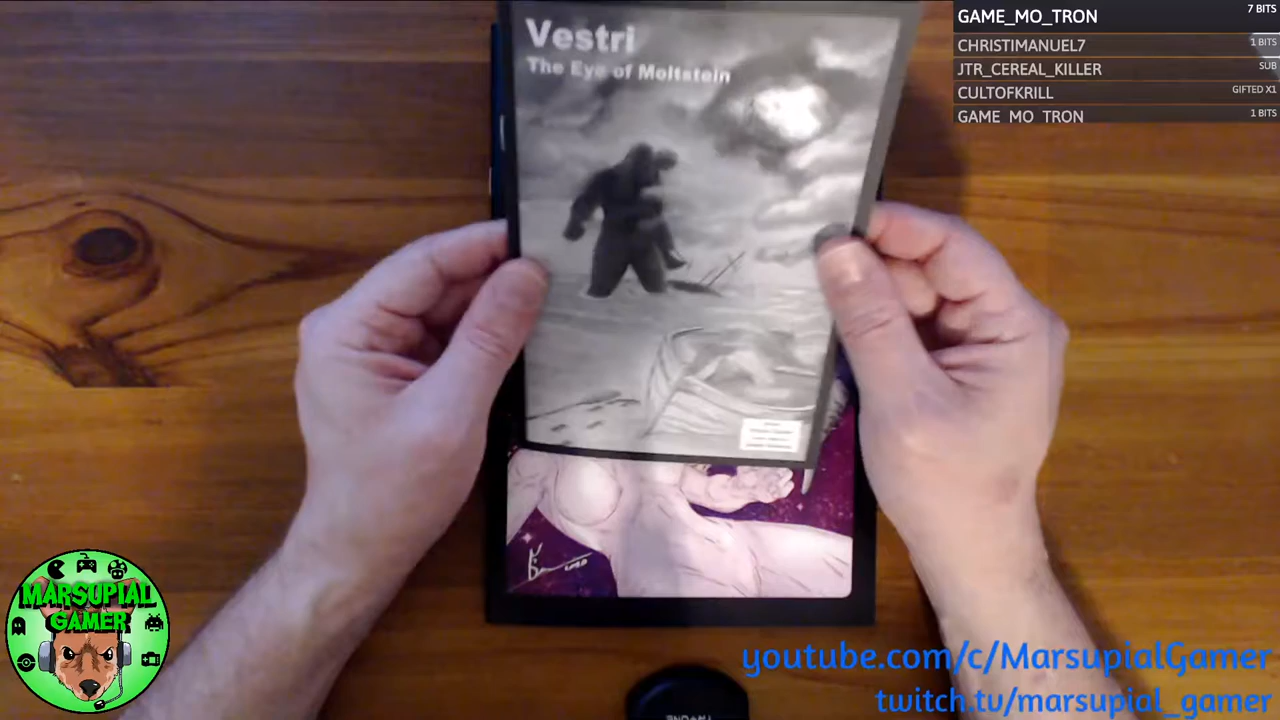 Vestri
The Eye of Moltstein
GAME_MO_TRON 7 BITS
CHRISTIMANUEL7 1 BITS
JTR_CEREAL_KILLER SUB
CULTOFKRILL GIFTED X1
GAME_MO_TRON 1 BITS
2020
MARSUPIAL
GAMER
youtube.com/c/MarsupialGamer
twitch.tv/marsupial_gamer